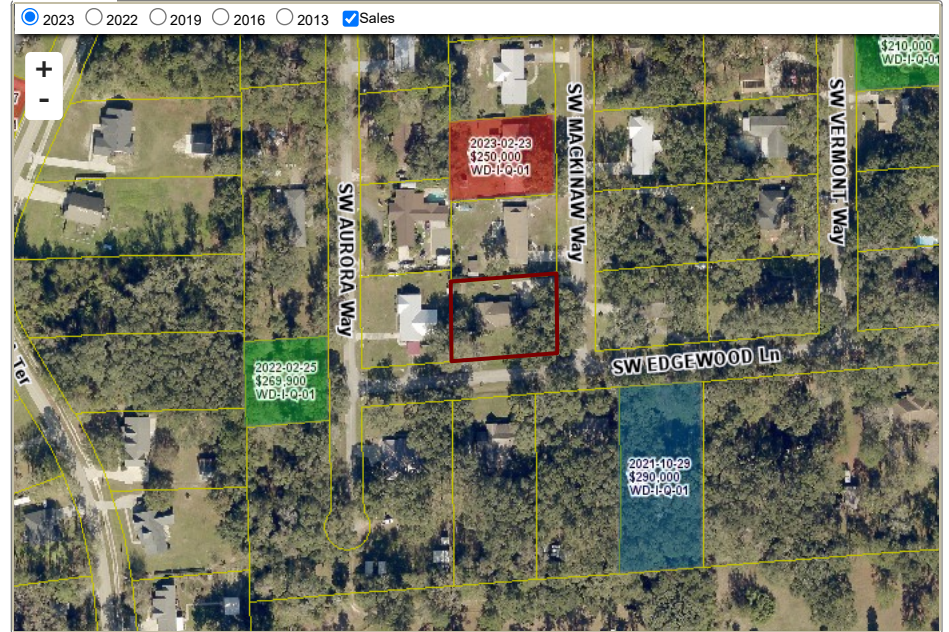 2023 2022 2019 2016 2013 Sales
+
-
$210,000
WD-I-Q-01
7
1
2023-02-23
$250,000
WD-I-Q-01
SW MACKINAW Way
SW VERMONT Way
SW AURORA Way
SW EDGEWOOD Ln
Ter
2022-02-25
$269,900
WD-I-Q-01
2021-10-29
$290,000
WD-I-Q-01